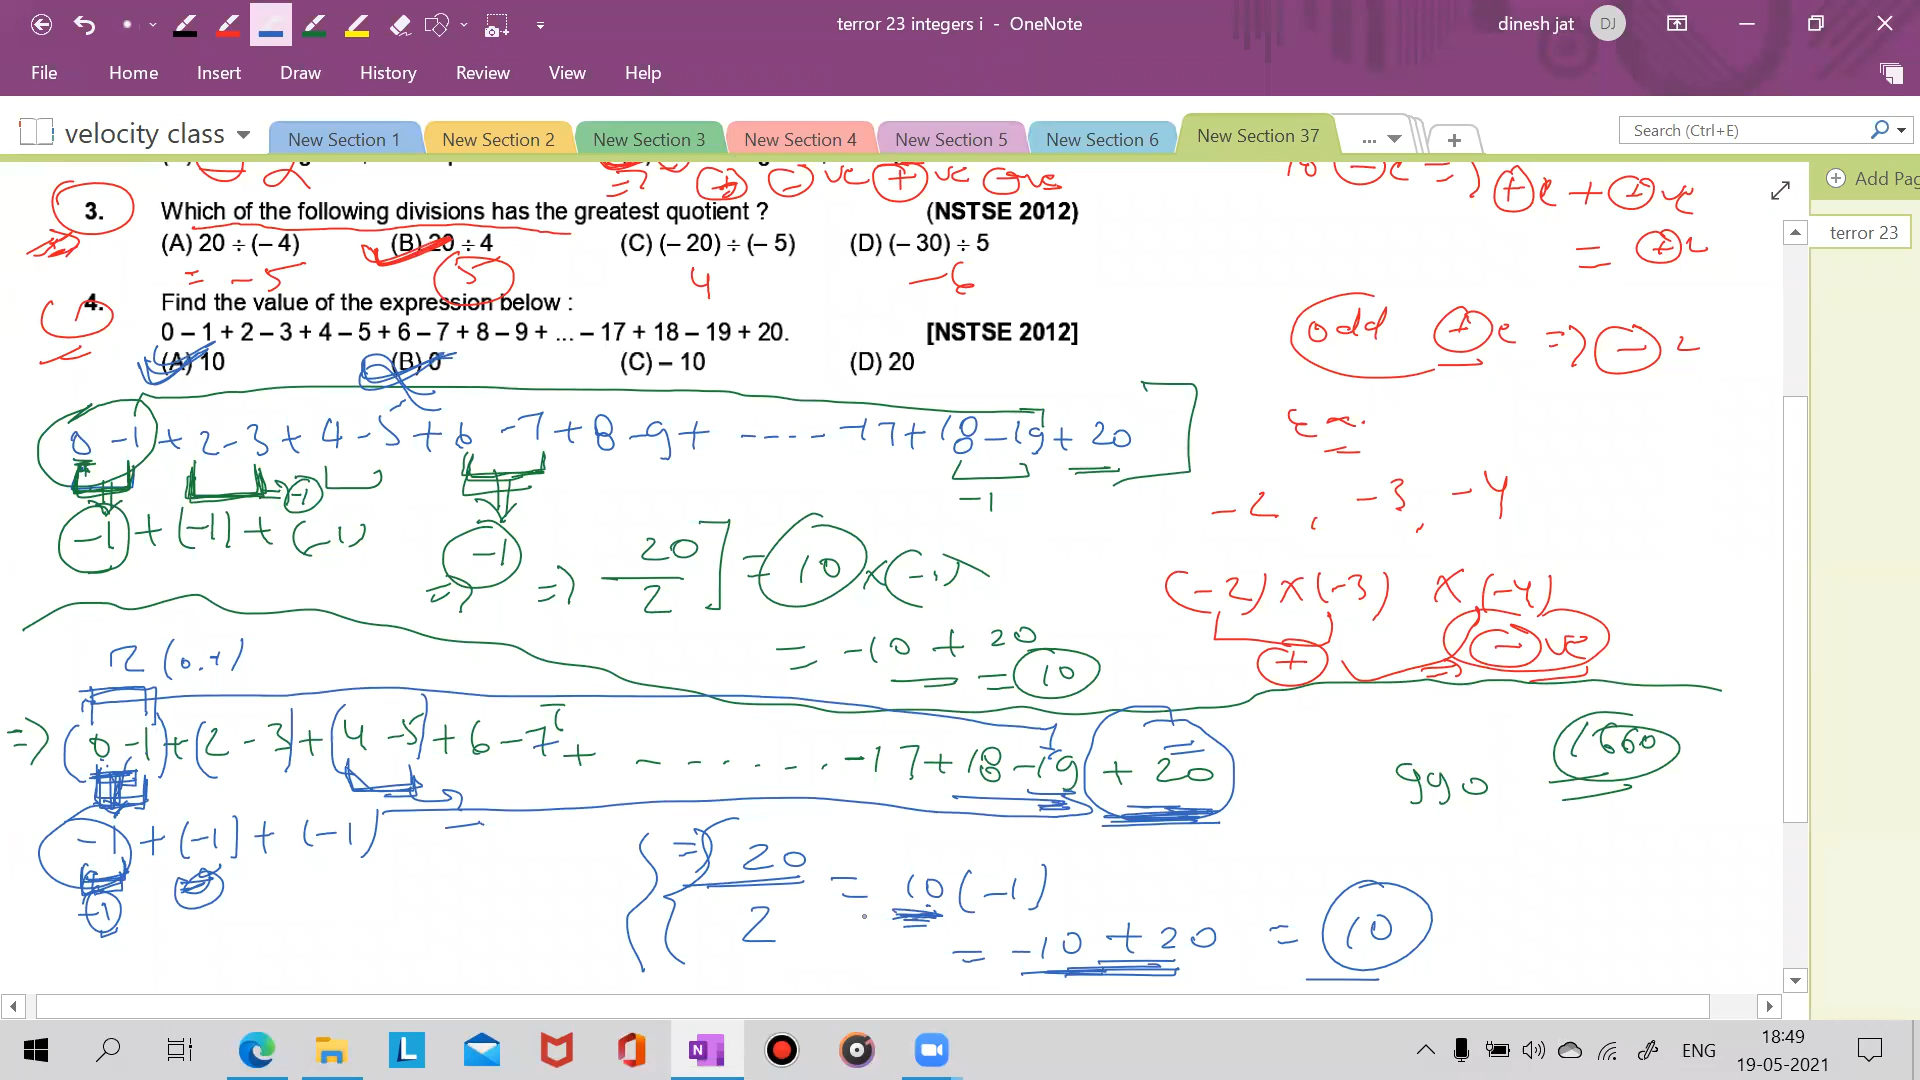 terror 23 integers i - OneNote
dinesh jat DJ
File Home Insert Draw History Review View Help
velocity class New Section 1 New Section 2 New Section 3 New Section 4 New Section 5 New Section 6 New Section 37 ... +
Search (Ctrl+E)
Add Pag
terror 23
3. Which of the following divisions has the greatest quotient ? (NSTSE 2012)
(A) 20 ÷ (– 4) (B) 20 ÷ 4 (C) (– 20) ÷ (– 5) (D) (– 30) ÷ 5
= -5 5 4 -6
4. Find the value of the expression below :
0 – 1 + 2 – 3 + 4 – 5 + 6 – 7 + 8 – 9 + ... – 17 + 18 – 19 + 20. [NSTSE 2012]
(A) 10 (B) 0 (C) – 10 (D) 20
0 -1 + 2 - 3 + 4 - 5 + 6 - 7 + 8 - 9 + ---- -17 + 18 - 19 + 20
-1
-1
-1 + (-1) + (-1) -1 => 20/2 = 10 × (-1)
= -10 + 20
= 10
=> (0 -1) + (2 - 3) + (4 - 5) + 6 - 7 + ....... -17 + 18 - 19 + 20
-1 + (-1) + (-1)
-1
=> 20/2 = 10 (-1)
= -10 + 20 = 10
odd => -
Ex.
-2 , -3 , -4
(-2) × (-3) × (-4)
+ => - ve
990
LN
ENG
18:49
19-05-2021